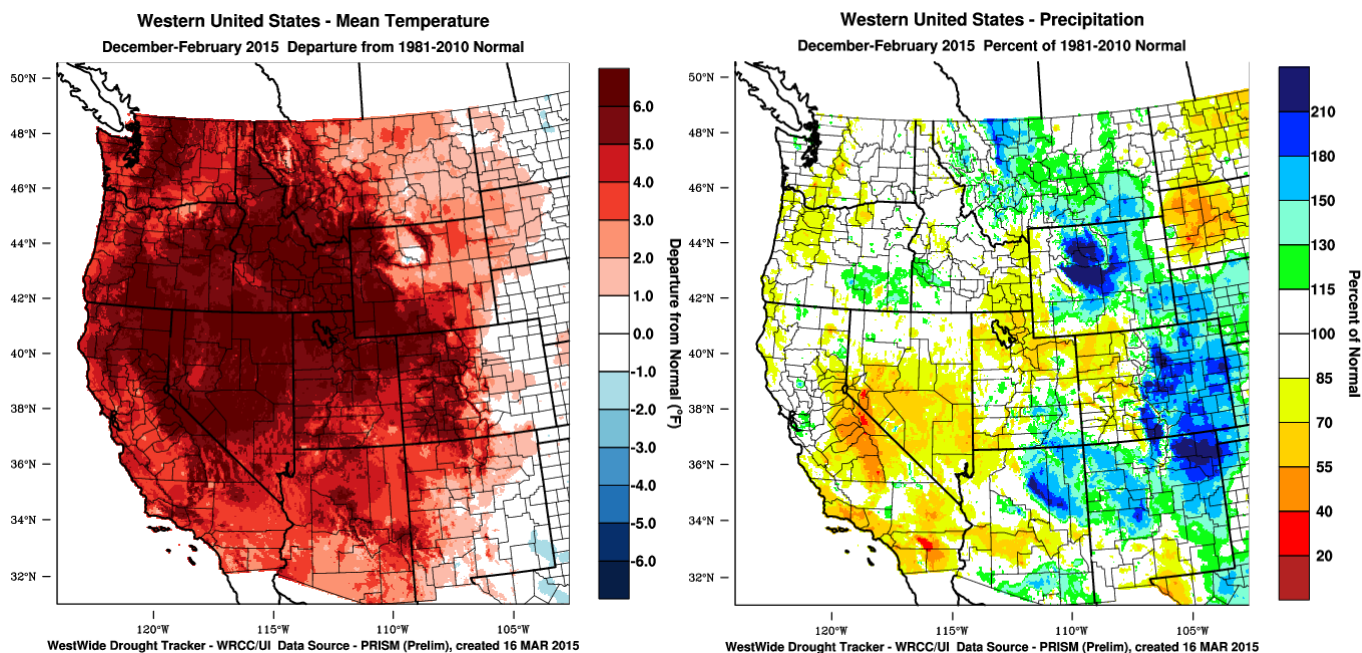 Western United States - Mean Temperature
December-February 2015  Departure from 1981-2010 Normal
50°N
48°N
46°N
44°N
42°N
40°N
38°N
36°N
34°N
32°N
120°W
115°W
110°W
105°W
6.0
5.0
4.0
3.0
2.0
1.0
0.0
-1.0
-2.0
-3.0
-4.0
-5.0
-6.0
Departure from Normal (°F)
WestWide Drought Tracker - WRCC/UI  Data Source - PRISM (Prelim), created 16 MAR 2015
Western United States - Precipitation
December-February 2015  Percent of 1981-2010 Normal
50°N
48°N
46°N
44°N
42°N
40°N
38°N
36°N
34°N
32°N
120°W
115°W
110°W
105°W
210
180
150
130
115
100
85
70
55
40
20
Percent of Normal
WestWide Drought Tracker - WRCC/UI  Data Source - PRISM (Prelim), created 16 MAR 2015